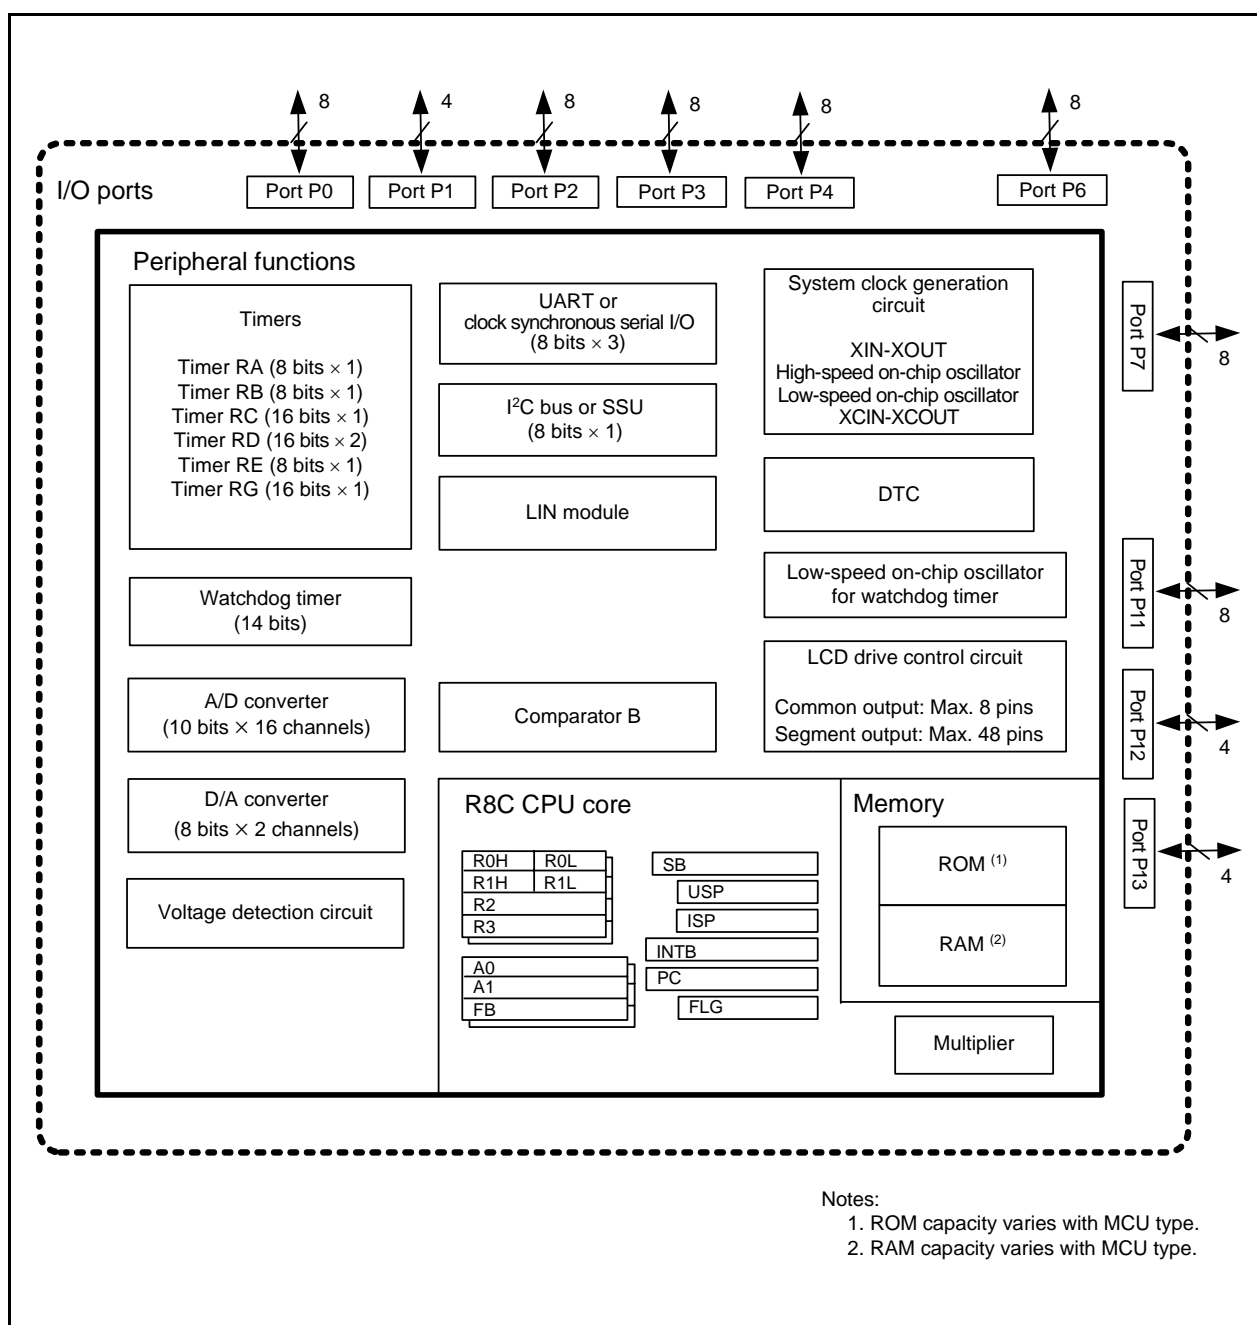 8
4
8
8
8
8
I/O ports
Port P0
Port P1
Port P2
Port P3
Port P4
Port P6
Peripheral functions
Timers
Timer RA (8 bits × 1)
Timer RB (8 bits × 1)
Timer RC (16 bits × 1)
Timer RD (16 bits × 2)
Timer RE (8 bits × 1)
Timer RG (16 bits × 1)
UART or
clock synchronous serial I/O
(8 bits × 3)
I²C bus or SSU
(8 bits × 1)
LIN module
System clock generation
circuit
XIN-XOUT
High-speed on-chip oscillator
Low-speed on-chip oscillator
XCIN-XCOUT
DTC
Low-speed on-chip oscillator
for watchdog timer
LCD drive control circuit
Common output: Max. 8 pins
Segment output: Max. 48 pins
Watchdog timer
(14 bits)
A/D converter
(10 bits × 16 channels)
D/A converter
(8 bits × 2 channels)
Voltage detection circuit
Comparator B
Port P7
8
Port P11
8
Port P12
4
Port P13
4
R8C CPU core
R0H
R0L
R1H
R1L
R2
R3
A0
A1
FB
SB
USP
ISP
INTB
PC
FLG
Memory
ROM (1)
RAM (2)
Multiplier
Notes:
1. ROM capacity varies with MCU type.
2. RAM capacity varies with MCU type.